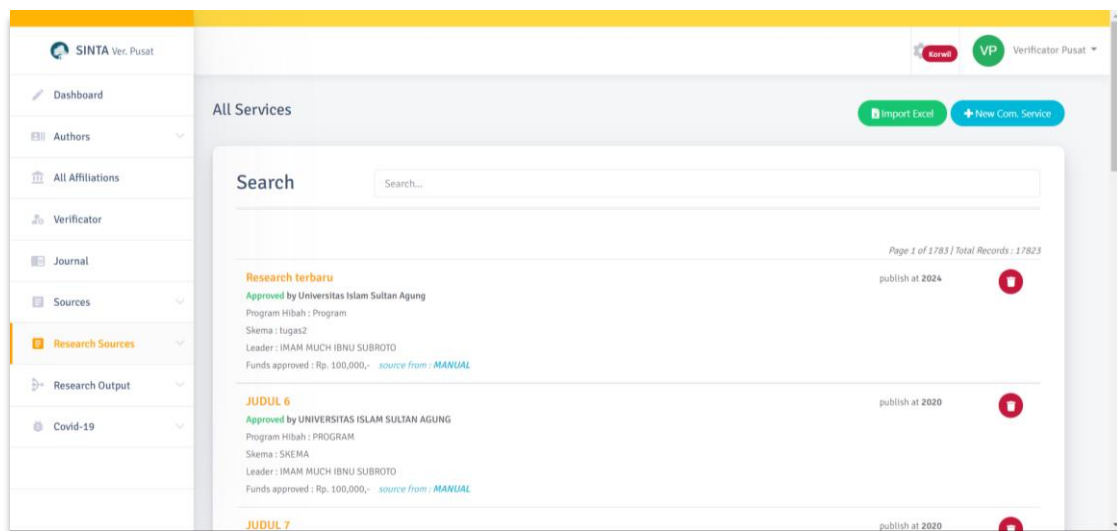 SINTA Ver. Pusat
Korwil
VP
Verificator Pusat
Dashboard
Authors
All Affiliations
Verificator
Journal
Sources
Research Sources
Research Output
Covid-19
All Services
Import Excel
New Com. Service
Search
Search...
Page 1 of 1783 | Total Records : 17823
Research terbaru
publish at 2024
Approved by Universitas Islam Sultan Agung
Program Hibah : Program
Skema : tugas2
Leader : IMAM MUCH IBNU SUBROTO
Funds approved : Rp. 100,000,- source from : MANUAL
JUDUL 6
publish at 2020
Approved by UNIVERSITAS ISLAM SULTAN AGUNG
Program Hibah : PROGRAM
Skema : SKEMA
Leader : IMAM MUCH IBNU SUBROTO
Funds approved : Rp. 100,000,- source from : MANUAL
JUDUL 7
publish at 2020